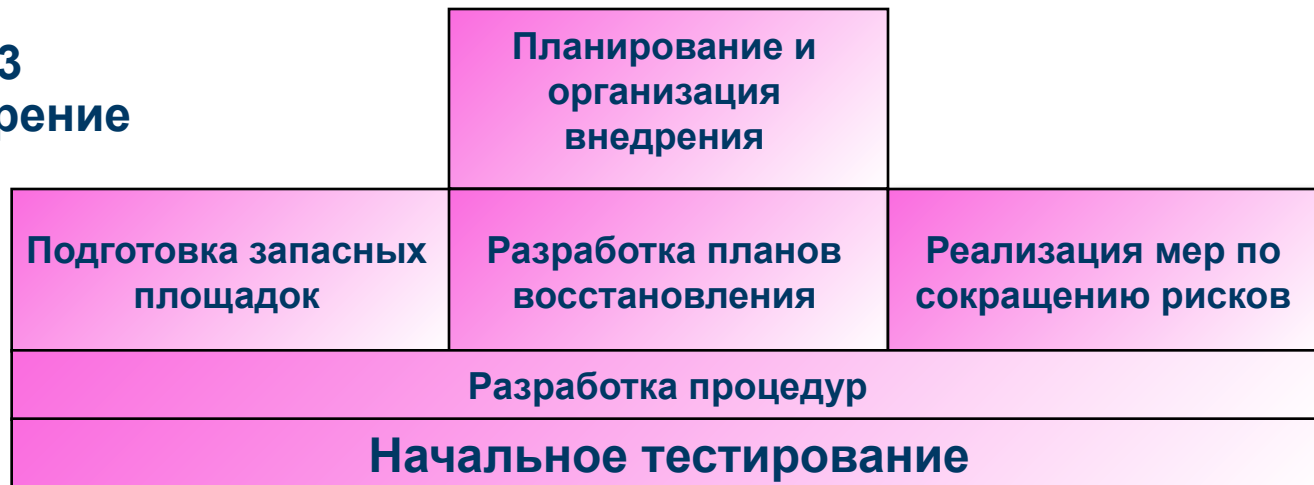 3
рение
Планирование и
организация
внедрения
Подготовка запасных
площадок
Разработка планов
восстановления
Реализация мер по
сокращению рисков
Разработка процедур
Начальное тестирование